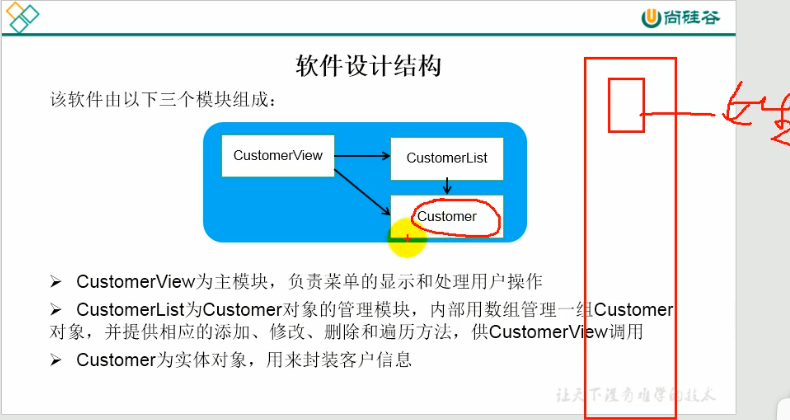 尚硅谷
软件设计结构
该软件由以下三个模块组成：
CustomerView
CustomerList
Customer
CustomerView为主模块，负责菜单的显示和处理用户操作
CustomerList为Customer对象的管理模块，内部用数组管理一组Customer
对象，并提供相应的添加、修改、删除和遍历方法，供CustomerView调用
Customer为实体对象，用来封装客户信息
让天下没有难学的技术